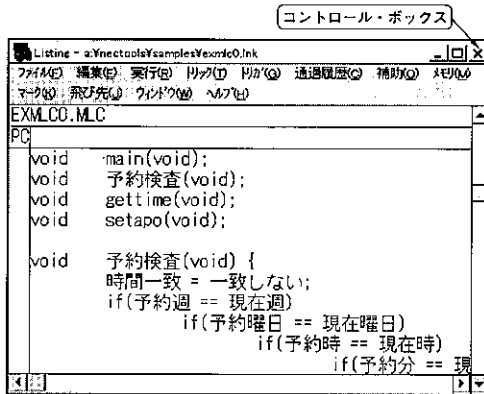 コントロール・ボックス
Listing - a:¥nectools¥samples¥exmlc0.lnk
ファイル(F) 編集(E) 実行(R) トリック(T) トリガ(G) 通過履歴(C) 補助(O) メモリ(M)
マーク(K) 飛び先(J) ウィンドウ(W) ヘルプ(H)
EXMLC0.MLC
PC
void main(void);
void 予約検査(void);
void gettime(void);
void setapo(void);
void 予約検査(void) {
時間一致 = 一致しない;
if(予約週 == 現在週)
if(予約曜日 == 現在曜日)
if(予約時 == 現在時)
if(予約分 == 現